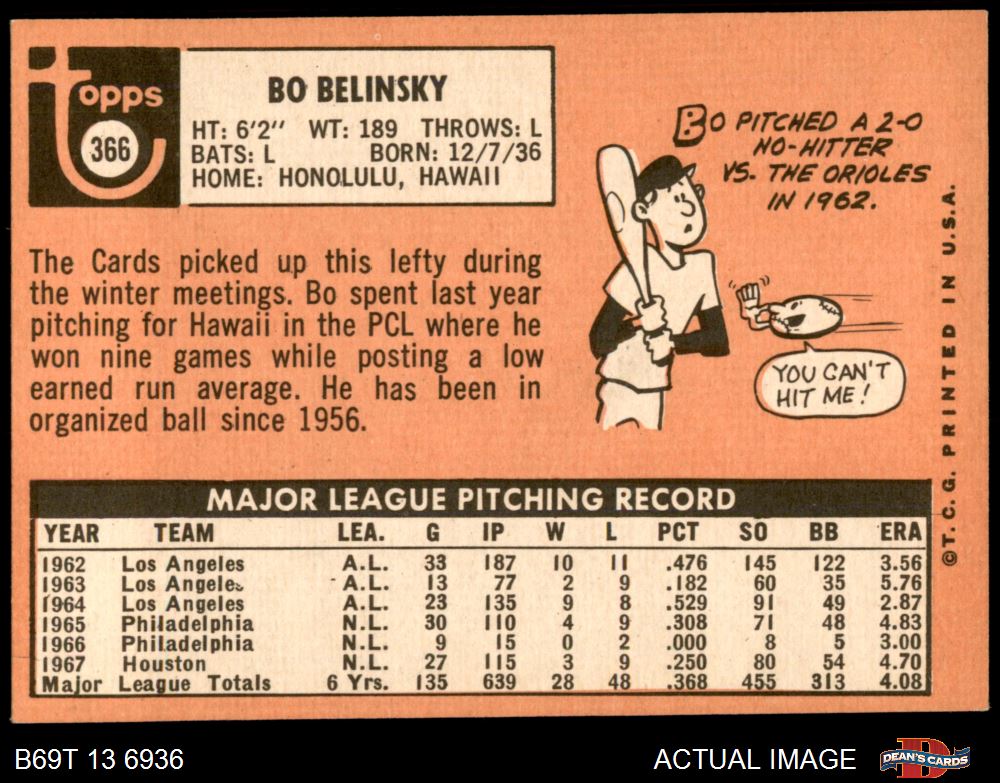 topps
366
BO BELINSKY
HT: 6'2" WT: 189 THROWS: L
BATS: L BORN: 12/7/36
HOME: HONOLULU, HAWAII
BO PITCHED A 2-0
NO-HITTER
VS. THE ORIOLES
IN 1962.
YOU CAN'T
HIT ME!
The Cards picked up this lefty during
the winter meetings. Bo spent last year
pitching for Hawaii in the PCL where he
won nine games while posting a low
earned run average. He has been in
organized ball since 1956.
MAJOR LEAGUE PITCHING RECORD
YEAR TEAM LEA. G IP W L PCT SO BB ERA
1962 Los Angeles A.L. 33 187 10 11 .476 145 122 3.56
1963 Los Angeles A.L. 13 77 2 9 .182 60 35 5.76
1964 Los Angeles A.L. 23 135 9 8 .529 91 49 2.87
1965 Philadelphia N.L. 30 110 4 9 .308 71 48 4.83
1966 Philadelphia N.L. 9 15 0 2 .000 8 5 3.00
1967 Houston N.L. 27 115 3 9 .250 80 54 4.70
Major League Totals 6 Yrs. 135 639 28 48 .368 455 313 4.08
©T.C.G. PRINTED IN U.S.A.
B69T 13 6936
ACTUAL IMAGE
D
DEAN'S CARDS